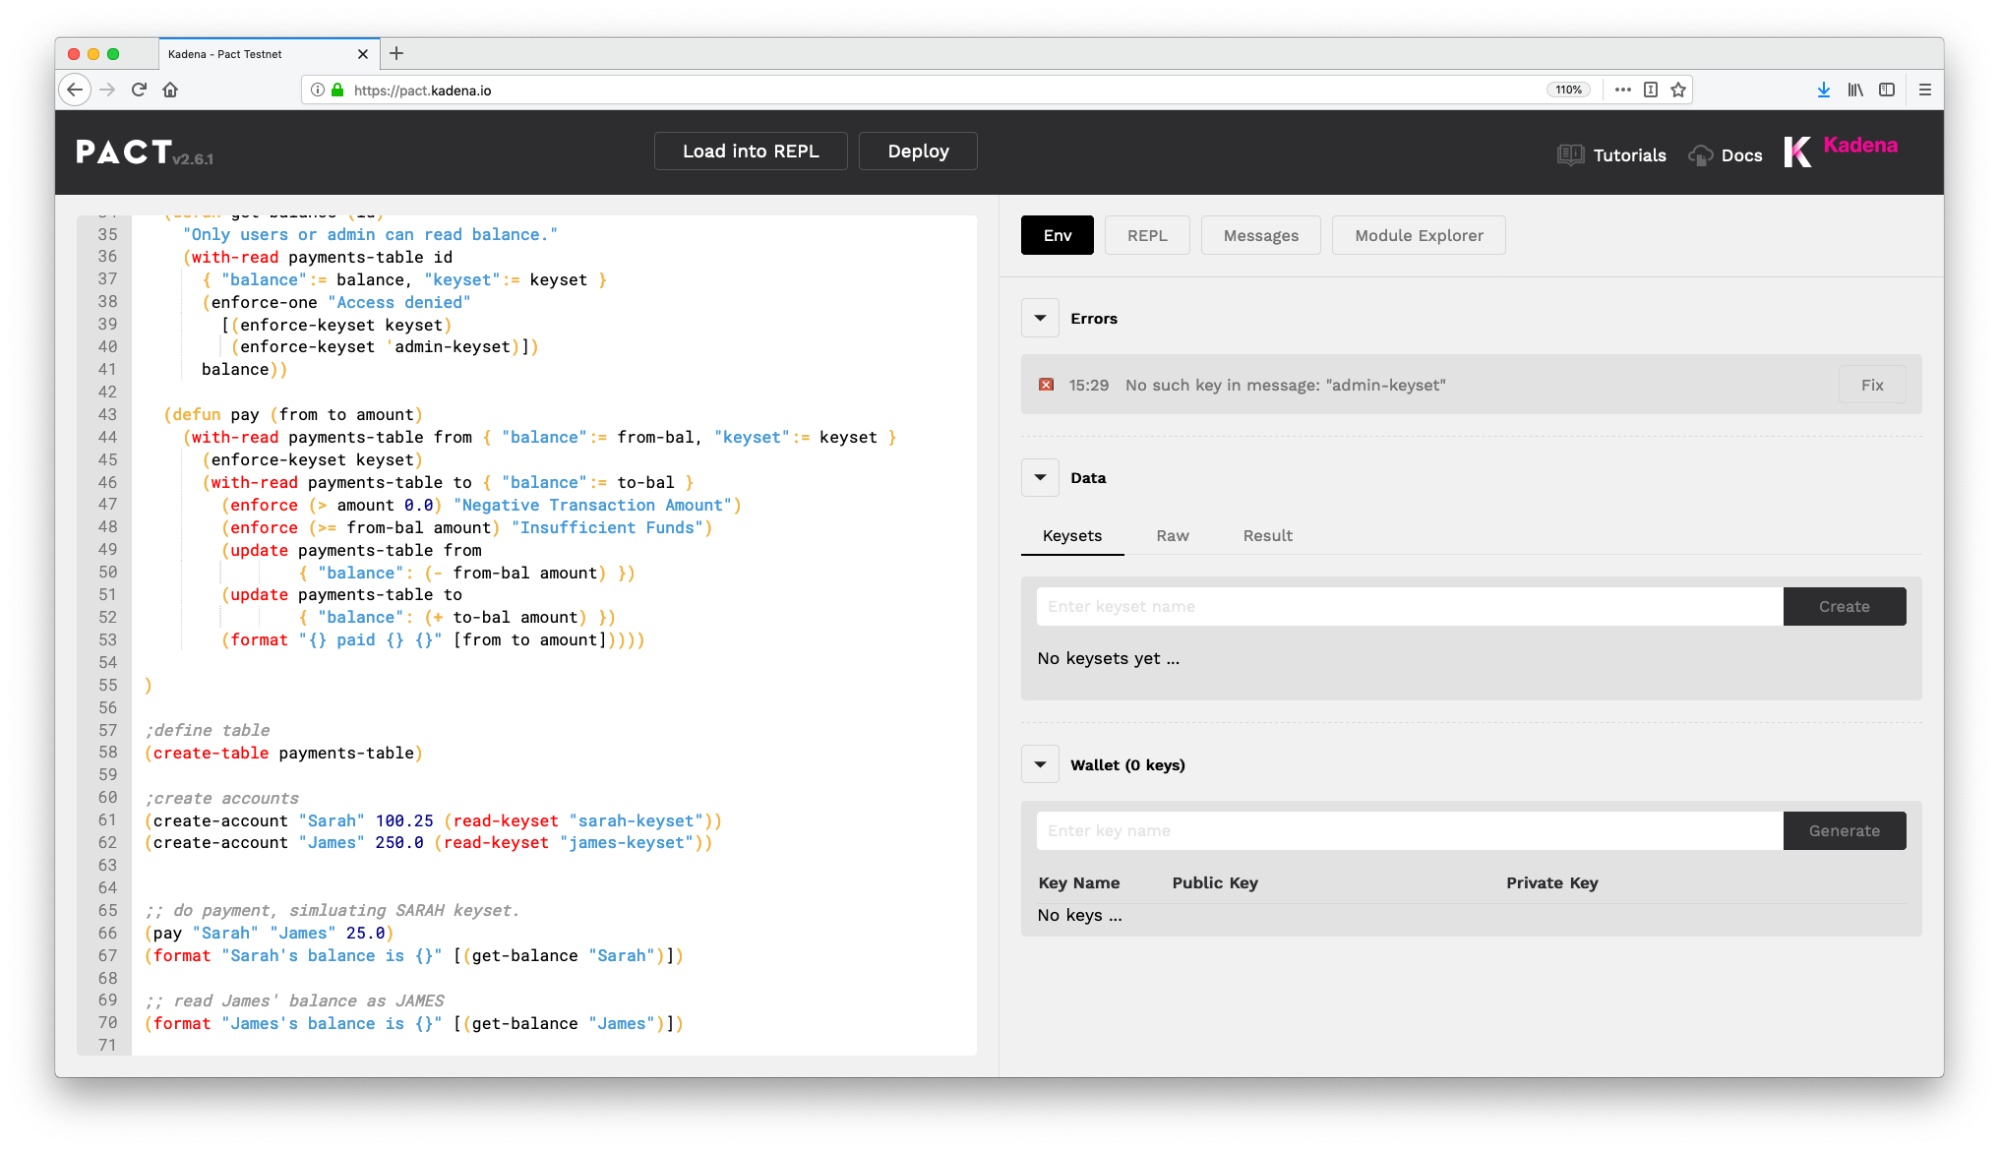 Kadena - Pact Testnet
https://pact.kadena.io
110%
PACT v2.6.1
Load into REPL
Deploy
Tutorials
Docs
Kadena
35 "Only users or admin can read balance."
36 (with-read payments-table id
37 { "balance":= balance, "keyset":= keyset }
38 (enforce-one "Access denied"
39 [(enforce-keyset keyset)
40 (enforce-keyset 'admin-keyset)])
41 balance))
42
43 (defun pay (from to amount)
44 (with-read payments-table from { "balance":= from-bal, "keyset":= keyset }
45 (enforce-keyset keyset)
46 (with-read payments-table to { "balance":= to-bal }
47 (enforce (> amount 0.0) "Negative Transaction Amount")
48 (enforce (>= from-bal amount) "Insufficient Funds")
49 (update payments-table from
50 { "balance": (- from-bal amount) })
51 (update payments-table to
52 { "balance": (+ to-bal amount) })
53 (format "{} paid {} {}" [from to amount]))))
54
55 )
56
57 ;define table
58 (create-table payments-table)
59
60 ;create accounts
61 (create-account "Sarah" 100.25 (read-keyset "sarah-keyset"))
62 (create-account "James" 250.0 (read-keyset "james-keyset"))
63
64
65 ;; do payment, simluating SARAH keyset.
66 (pay "Sarah" "James" 25.0)
67 (format "Sarah's balance is {}" [(get-balance "Sarah")])
68
69 ;; read James' balance as JAMES
70 (format "James's balance is {}" [(get-balance "James")])
71
Env
REPL
Messages
Module Explorer
Errors
15:29 No such key in message: "admin-keyset"
Fix
Data
Keysets
Raw
Result
Enter keyset name
Create
No keysets yet ...
Wallet (0 keys)
Enter key name
Generate
Key Name
Public Key
Private Key
No keys ...